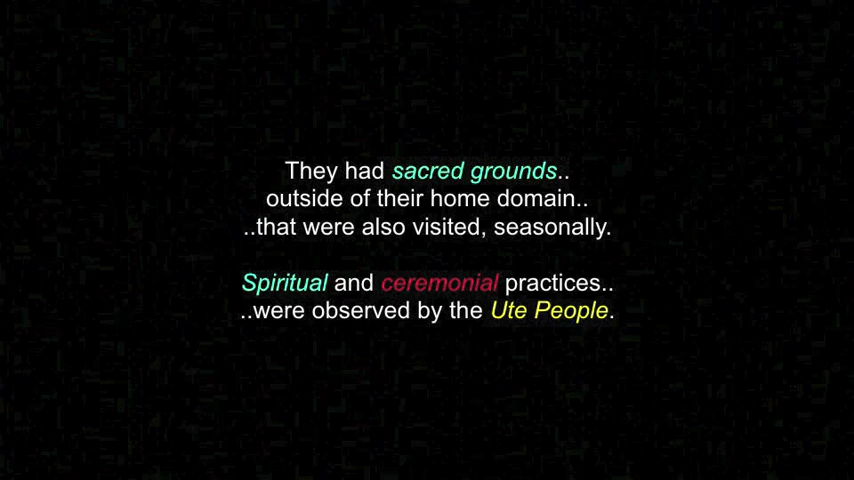 They had sacred grounds..
outside of their home domain..
..that were also visited, seasonally.
Spiritual and ceremonial practices..
..were observed by the Ute People.